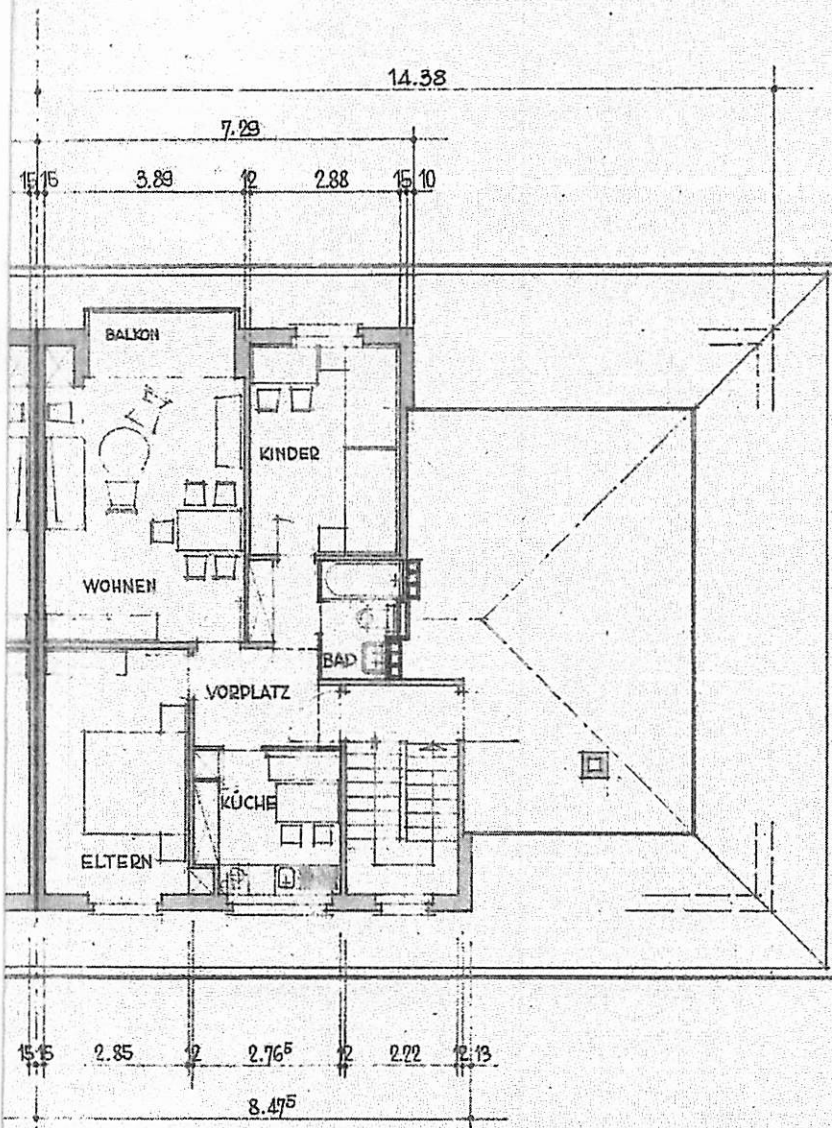 14.38
7.29
15 15 3.89 12 2.88 15 10
BALKON
KINDER
WOHNEN
BAD
VORPLATZ
KÜCHE
ELTERN
15 15 2.85 12 2.76⁵ 12 2.22 12 13
8.47⁵